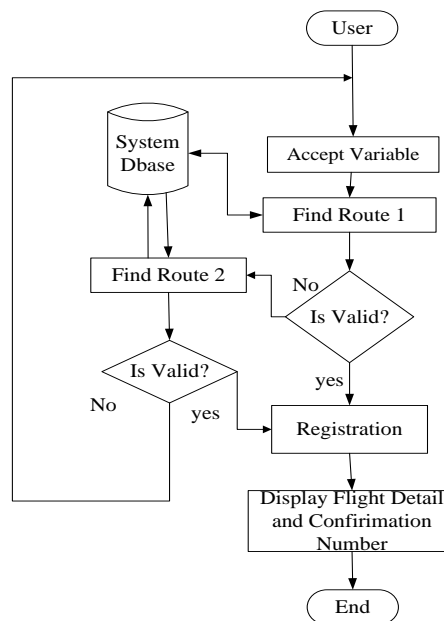 User
System
Dbase
Accept Variable
Find Route 1
Find Route 2
No
Is Valid?
Is Valid?
yes
No
yes
Registration
Display Flight Detail
and Confirimation
Number
End